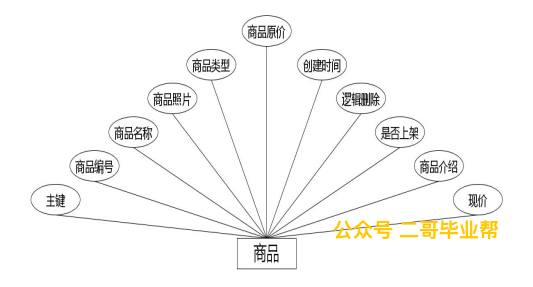 商品原价
商品类型
创建时间
商品照片
逻辑删除
商品名称
是否上架
商品编号
商品介绍
主键
现价
公众号 二哥毕业帮
商品